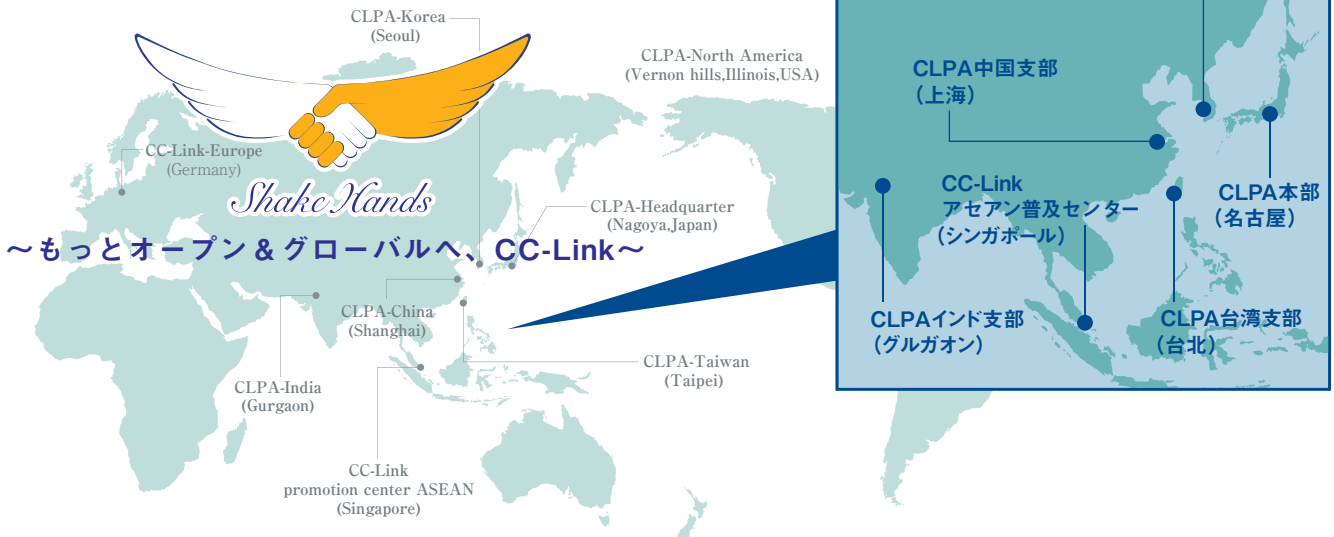 CLPA-Korea
(Seoul)
CLPA-North America
(Vernon hills,Illinois,USA)
CC-Link-Europe
(Germany)
Shake Hands
CLPA-Headquarter
(Nagoya,Japan)
～もっとオープン＆グローバルへ、CC-Link～
CLPA-China
(Shanghai)
CLPA-Taiwan
(Taipei)
CLPA-India
(Gurgaon)
CC-Link
promotion center ASEAN
(Singapore)
CLPA中国支部
（上海）
CC-Link
アセアン普及センター
（シンガポール）
CLPA本部
（名古屋）
CLPAインド支部
（グルガオン）
CLPA台湾支部
（台北）